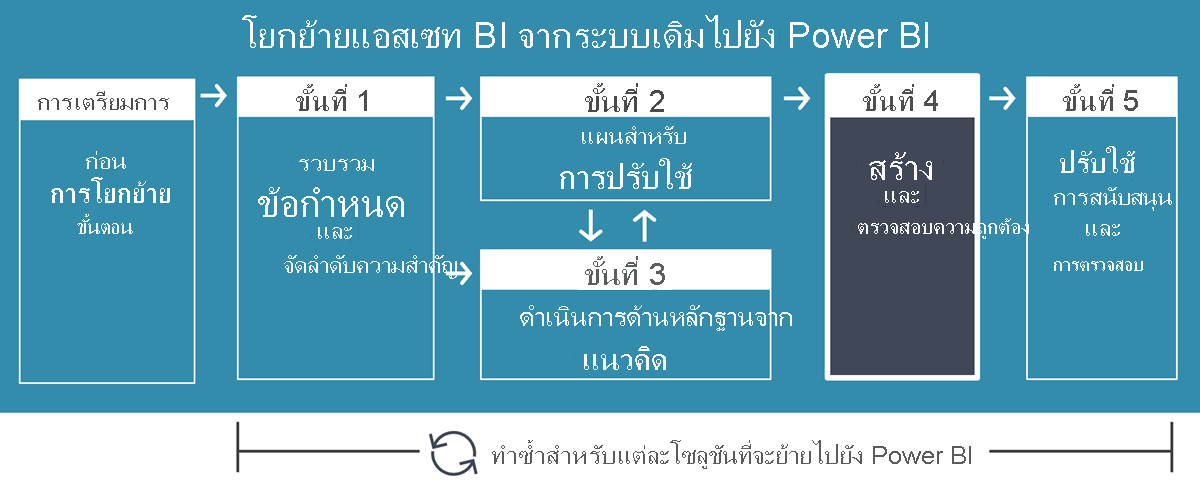 โยกย้ายแอสเซท BI จากระบบเดิมไปยัง Power BI
การเตรียมการ
ก่อน
การโยกย้าย
ขั้นตอน
ขั้นที่ 1
รวบรวม
ข้อกำหนด
และ
จัดลำดับความสำคัญ
ขั้นที่ 2
แผนสำหรับ
การปรับใช้
ขั้นที่ 3
ดำเนินการด้านหลักฐานจาก
แนวคิด
ขั้นที่ 4
สร้าง
และ
ตรวจสอบความถูกต้อง
ขั้นที่ 5
ปรับใช้
การสนับสนุน
และ
การตรวจสอบ
ทำซ้ำสำหรับแต่ละโซลูชันที่จะย้ายไปยัง Power BI